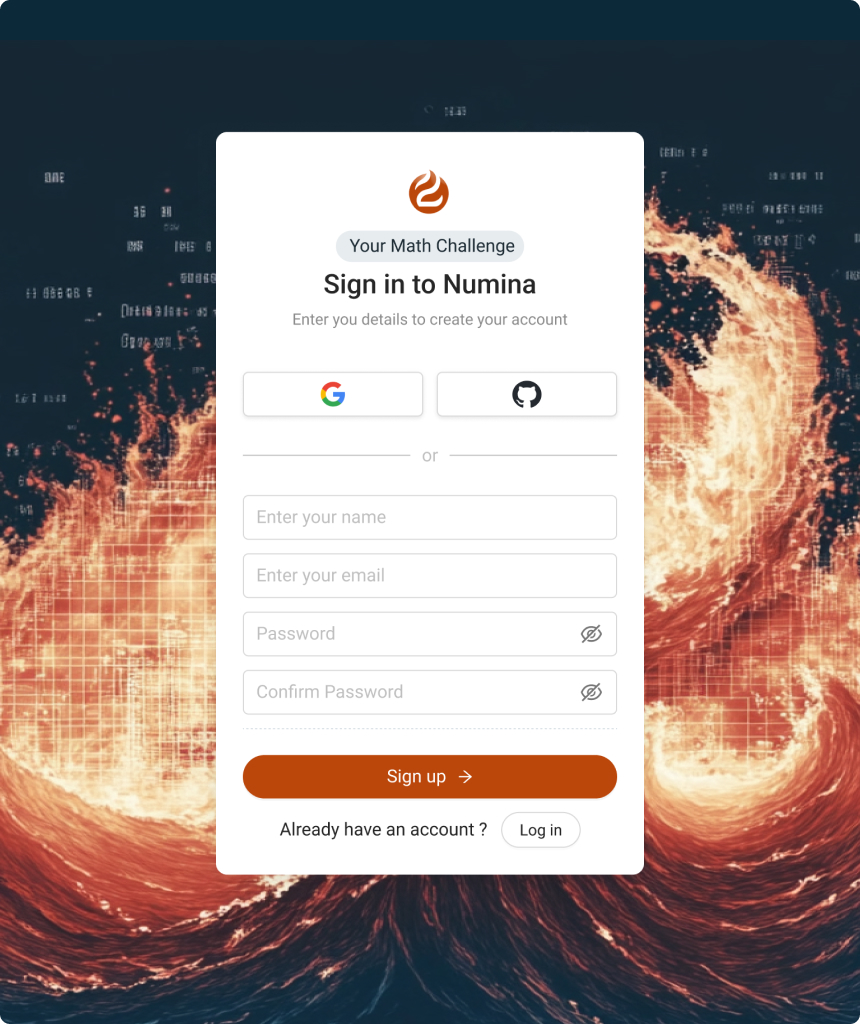 Your Math Challenge
Sign in to Numina
Enter you details to create your account
or
Enter your name
Enter your email
Password
Confirm Password
Sign up
Already have an account ?
Log in